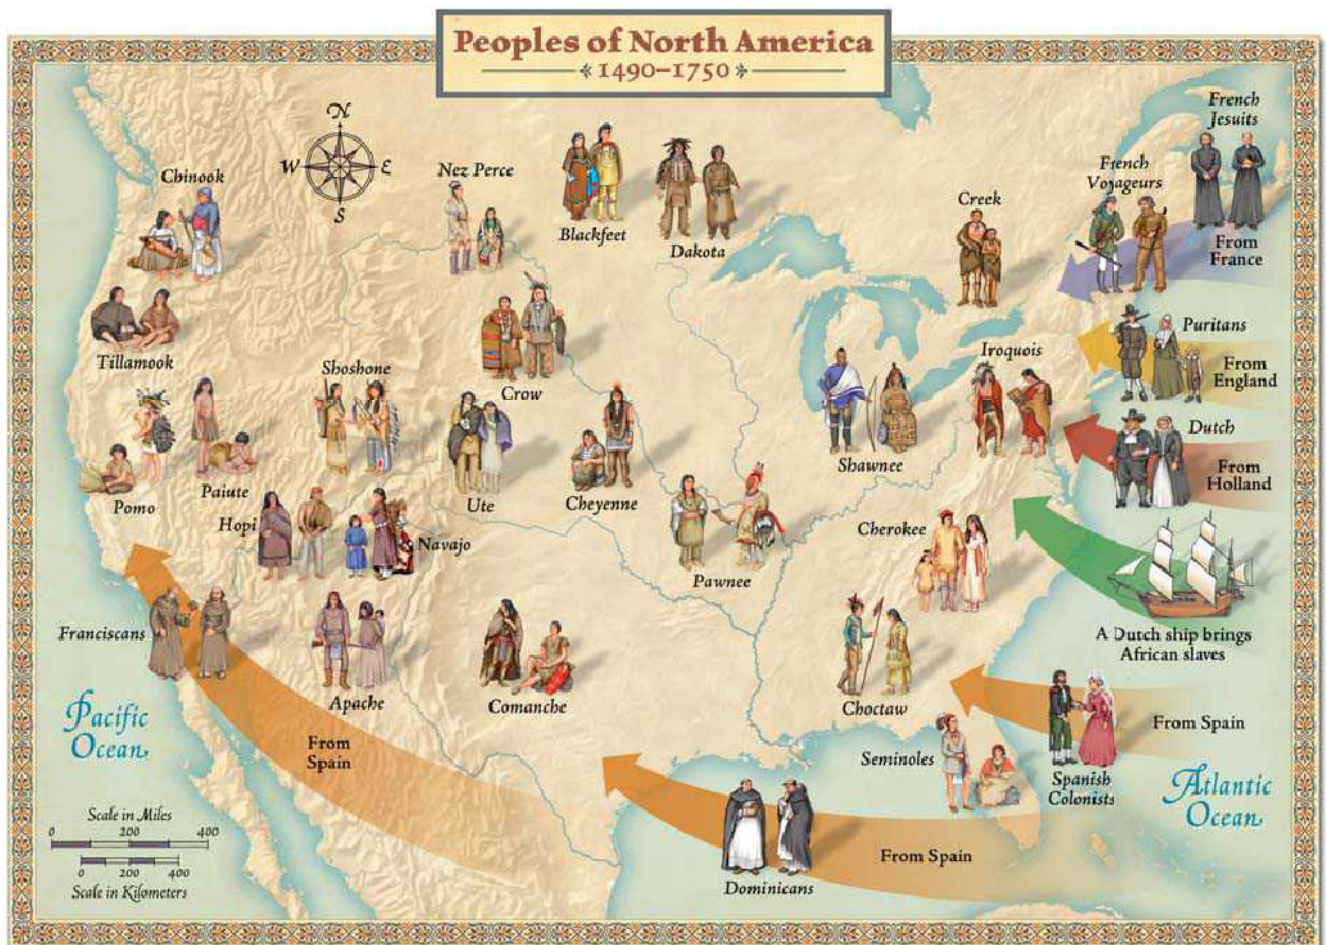 Peoples of North America
1490–1750
N
W
E
S
French
Jesuits
French
Voyageurs
From
France
Chinook
Nez Perce
Blackfeet
Dakota
Creek
Puritans
From
England
Tillamook
Shoshone
Crow
Iroquois
Dutch
From
Holland
Pomo
Paiute
Ute
Cheyenne
Shawnee
Hopi
Navajo
Pawnee
Cherokee
A Dutch ship brings
African slaves
Franciscans
Apache
Comanche
Choctaw
From Spain
Pacific
Ocean
From
Spain
Seminoles
Spanish
Colonists
Atlantic
Ocean
Scale in Miles
0 200 400
0 200 400
Scale in Kilometers
Dominicans
From Spain